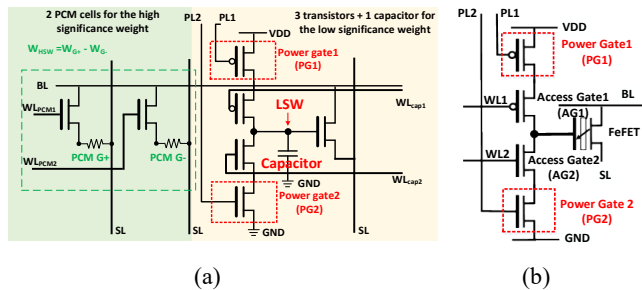 2 PCM cells for the high
significance weight
W_HSW =W_G+ - W_G-
BL
WL_PCM1
WL_PCM2
PCM G+
PCM G-
SL
SL
PL2
PL1
3 transistors + 1 capacitor for
the low significance weight
VDD
Power gate1
(PG1)
WL_cap1
LSW
Capacitor
GND
WL_cap2
Power gate2
(PG2)
GND
SL
(a)
PL2
PL1
VDD
Power Gate1
(PG1)
WL1
Access Gate1
(AG1)
BL
FeFET
WL2
Access Gate2
(AG2)
SL
Power Gate 2
(PG2)
GND
(b)